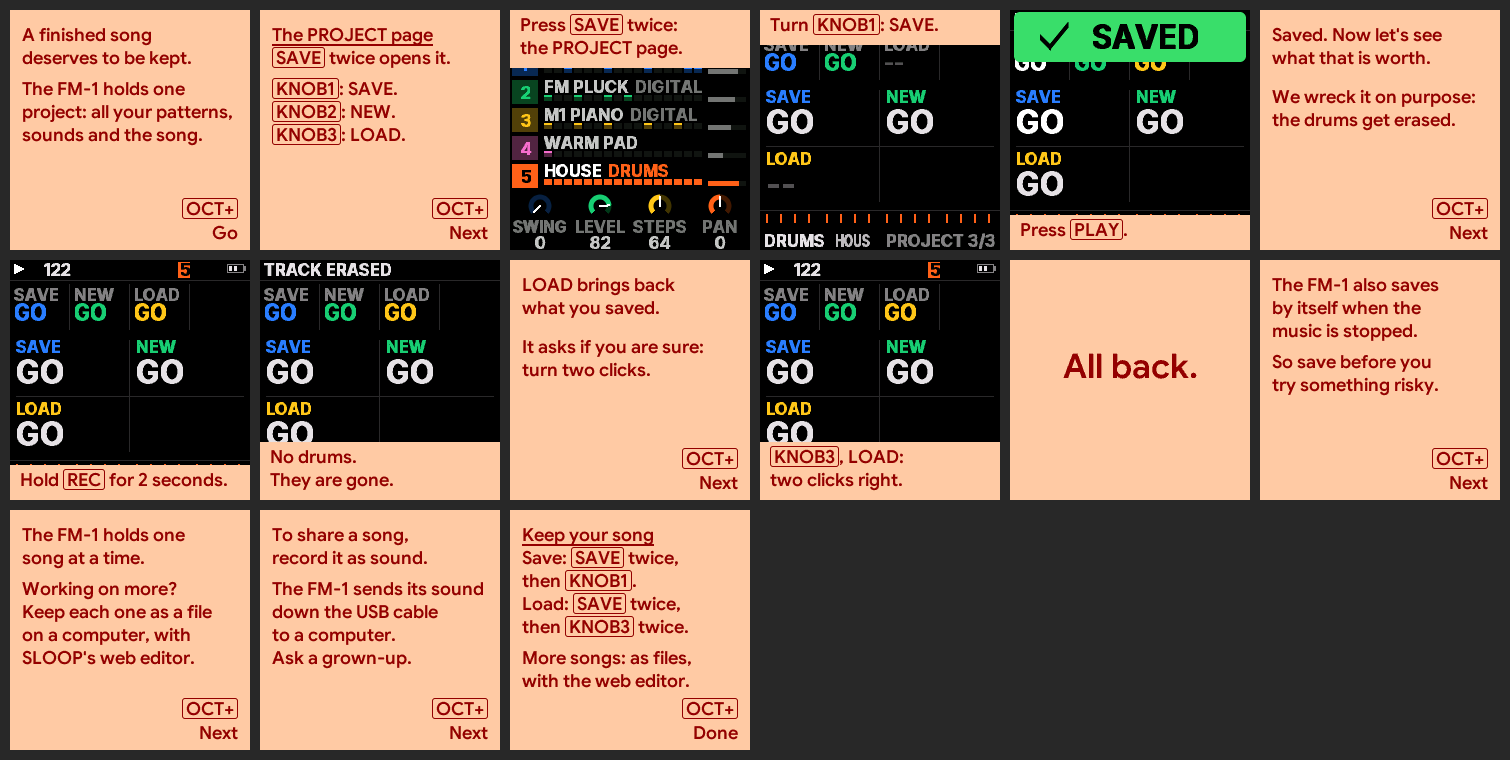 A finished song
deserves to be kept.
The FM-1 holds one
project: all your patterns,
sounds and the song.
OCT+
Go
The PROJECT page
SAVE twice opens it.
KNOB1: SAVE.
KNOB2: NEW.
KNOB3: LOAD.
OCT+
Next
Press SAVE twice:
the PROJECT page.
2 FM PLUCK DIGITAL
3 M1 PIANO DIGITAL
4 WARM PAD
5 HOUSE DRUMS
SWING LEVEL STEPS PAN
0 82 64 0
Turn KNOB1: SAVE.
SAVE NEW LOAD
GO GO --
SAVE NEW
GO GO
LOAD
--
DRUMS HOUS PROJECT 3/3
SAVED
GO GO GO
SAVE NEW
GO GO
LOAD
GO
Press PLAY.
Saved. Now let's see
what that is worth.
We wreck it on purpose:
the drums get erased.
OCT+
Next
122 5
SAVE NEW LOAD
GO GO GO
SAVE NEW
GO GO
LOAD
GO
Hold REC for 2 seconds.
TRACK ERASED
SAVE NEW LOAD
GO GO GO
SAVE NEW
GO GO
LOAD
GO
No drums.
They are gone.
LOAD brings back
what you saved.
It asks if you are sure:
turn two clicks.
OCT+
Next
122 5
SAVE NEW LOAD
GO GO GO
SAVE NEW
GO GO
LOAD
GO
KNOB3, LOAD:
two clicks right.
All back.
The FM-1 also saves
by itself when the
music is stopped.
So save before you
try something risky.
OCT+
Next
The FM-1 holds one
song at a time.
Working on more?
Keep each one as a file
on a computer, with
SLOOP's web editor.
OCT+
Next
To share a song,
record it as sound.
The FM-1 sends its sound
down the USB cable
to a computer.
Ask a grown-up.
OCT+
Next
Keep your song
Save: SAVE twice,
then KNOB1.
Load: SAVE twice,
then KNOB3 twice.
More songs: as files,
with the web editor.
OCT+
Done